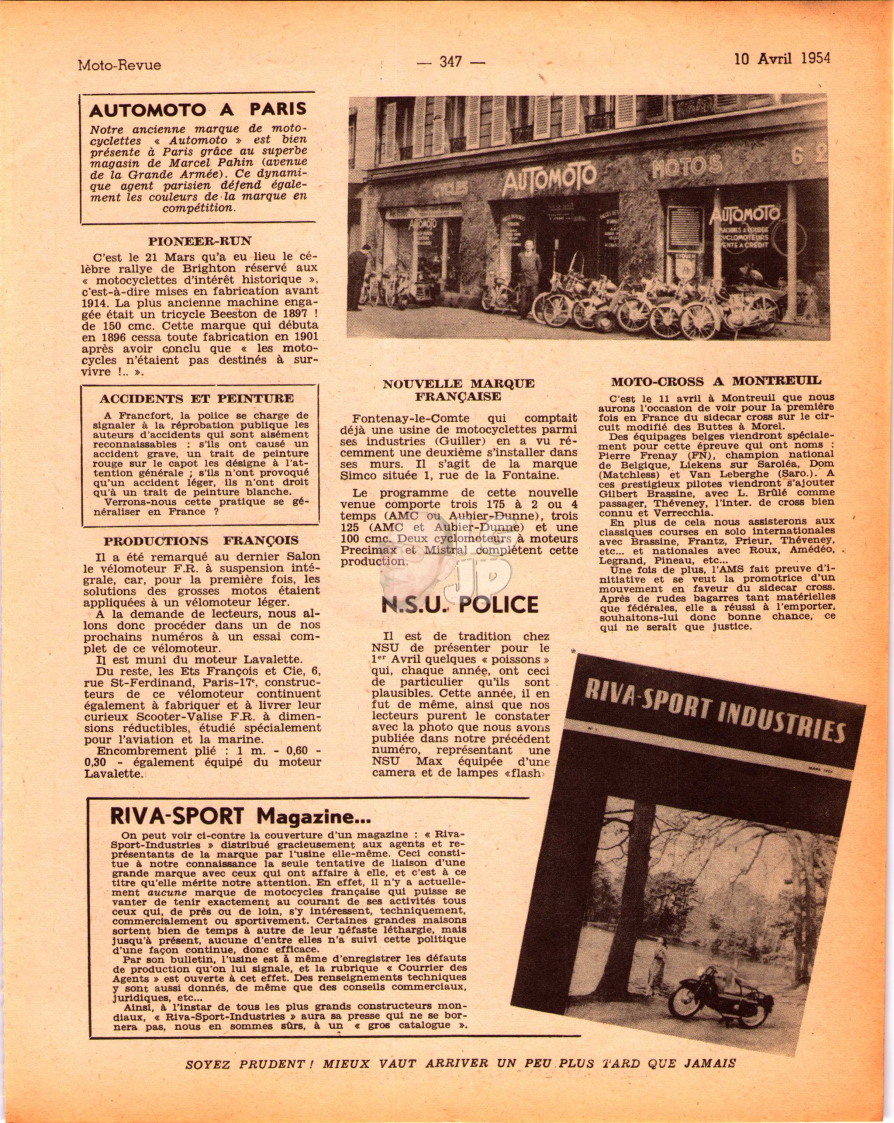 Moto-Revue
— 347 —
10 Avril 1954
AUTOMOTO A PARIS
Notre ancienne marque de moto-
cyclettes « Automoto » est bien
présente à Paris grâce au superbe
magasin de Marcel Pahin (avenue
de la Grande Armée). Ce dynami-
que agent parisien défend égale-
ment les couleurs de la marque en
compétition.
CYCLES
AUTOMOTO
MOTOS
62
AUTOMOTO
AUTOMOTO
MACHINES A COUDRE
CYCLOMOTEURS
VENTE A CREDIT
PIONEER-RUN
C'est le 21 Mars qu'a eu lieu le cé-
lèbre rallye de Brighton réservé aux
« motocyclettes d'intérêt historique »,
c'est-à-dire mises en fabrication avant
1914. La plus ancienne machine enga-
gée était un tricycle Beeston de 1897 !
de 150 cmc. Cette marque qui débuta
en 1896 cessa toute fabrication en 1901
après avoir conclu que « les moto-
cycles n'étaient pas destinés à sur-
vivre !.. ».
ACCIDENTS ET PEINTURE
A Francfort, la police se charge de
signaler à la réprobation publique les
auteurs d'accidents qui sont aisément
reconnaissables : s'ils ont causé un
accident grave, un trait de peinture
rouge sur le capot les désigne à l'at-
tention générale ; s'ils n'ont provoqué
qu'un accident léger, ils n'ont droit
qu'à un trait de peinture blanche.
Verrons-nous cette pratique se gé-
néraliser en France ?
PRODUCTIONS FRANÇOIS
Il a été remarqué au dernier Salon
le vélomoteur F.R. à suspension inté-
grale, car, pour la première fois, les
solutions des grosses motos étaient
appliquées à un vélomoteur léger.
A la demande de lecteurs, nous al-
lons donc procéder dans un de nos
prochains numéros à un essai com-
plet de ce vélomoteur.
Il est muni du moteur Lavalette.
Du reste, les Ets François et Cie, 6,
rue St-Ferdinand, Paris-17e, construc-
teurs de ce vélomoteur continuent
également à fabriquer et à livrer leur
curieux Scooter-Valise F.R. à dimen-
sions réductibles, étudié spécialement
pour l'aviation et la marine.
Encombrement plié : 1 m. - 0,60 -
0,30 - également équipé du moteur
Lavalette.
NOUVELLE MARQUE
FRANÇAISE
Fontenay-le-Comte qui comptait
déjà une usine de motocyclettes parmi
ses industries (Guiller) en a vu ré-
cemment une deuxième s'installer dans
ses murs. Il s'agit de la marque
Simco située 1, rue de la Fontaine.
Le programme de cette nouvelle
venue comporte trois 175 à 2 ou 4
temps (AMC ou Aubier-Dunne), trois
125 (AMC et Aubier-Dunne) et une
100 cmc. Deux cyclomoteurs à moteurs
Precimax et Mistral complètent cette
production.
JP
N.S.U. POLICE
Il est de tradition chez
NSU de présenter pour le
1er Avril quelques « poissons »
qui, chaque année, ont ceci
de particulier qu'ils sont
plausibles. Cette année, il en
fut de même, ainsi que nos
lecteurs purent le constater
avec la photo que nous avons
publiée dans notre précédent
numéro, représentant une
NSU Max équipée d'une
camera et de lampes «flash»
MOTO-CROSS A MONTREUIL
C'est le 11 avril à Montreuil que nous
aurons l'occasion de voir pour la première
fois en France du sidecar cross sur le cir-
cuit modifié des Buttes à Morel.
Des équipages belges viendront spéciale-
ment pour cette épreuve qui ont noms :
Pierre Frenay (FN), champion national
de Belgique, Liekens sur Saroléa, Dom
(Matchless) et Van Leberghe (Saro.). A
ces prestigieux pilotes viendront s'ajouter
Gilbert Brassine, avec L. Brûlé comme
passager, Théveney, l'inter. de cross bien
connu et Verrecchia.
En plus de cela nous assisterons aux
classiques courses en solo internationales
avec Brassine, Frantz, Prieur, Théveney,
etc... et nationales avec Roux, Amédéo,
Legrand, Pineau, etc...
Une fois de plus, l'AMS fait preuve d'i-
nitiative et se veut la promotrice d'un
mouvement en faveur du sidecar cross.
Après de rudes bagarres tant matérielles
que fédérales, elle a réussi à l'emporter,
souhaitons-lui donc bonne chance, ce
qui ne serait que justice.
RIVA-SPORT INDUSTRIES
MARS 1954
RIVA-SPORT Magazine...
On peut voir ci-contre la couverture d'un magazine : « Riva-
Sport-Industries » distribué gracieusement aux agents et re-
présentants de la marque par l'usine elle-même. Ceci consti-
tue à notre connaissance la seule tentative de liaison d'une
grande marque avec ceux qui ont affaire à elle, et c'est à ce
titre qu'elle mérite notre attention. En effet, il n'y a actuelle-
ment aucune marque de motocycles française qui puisse se
vanter de tenir exactement au courant de ses activités tous
ceux qui, de près ou de loin, s'y intéressent, techniquement,
commercialement ou sportivement. Certaines grandes maisons
sortent bien de temps à autre de leur néfaste léthargie, mais
jusqu'à présent, aucune d'entre elles n'a suivi cette politique
d'une façon continue, donc efficace.
Par son bulletin, l'usine est à même d'enregistrer les défauts
de production qu'on lui signale, et la rubrique « Courrier des
Agents » est ouverte à cet effet. Des renseignements techniques
y sont aussi donnés, de même que des conseils commerciaux,
juridiques, etc...
Ainsi, à l'instar de tous les plus grands constructeurs mon-
diaux, « Riva-Sport-Industries » aura sa presse qui ne se bor-
nera pas, nous en sommes sûrs, à un « gros catalogue ».
SOYEZ PRUDENT ! MIEUX VAUT ARRIVER UN PEU PLUS TARD QUE JAMAIS